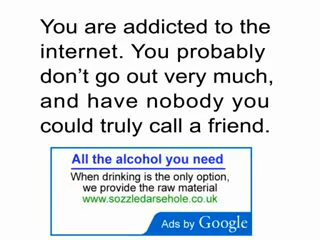 You are addicted to the
internet. You probably
don't go out very much,
and have nobody you
could truly call a friend.
All the alcohol you need
When drinking is the only option,
we provide the raw material
www.sozzledarsehole.co.uk
Ads by Google